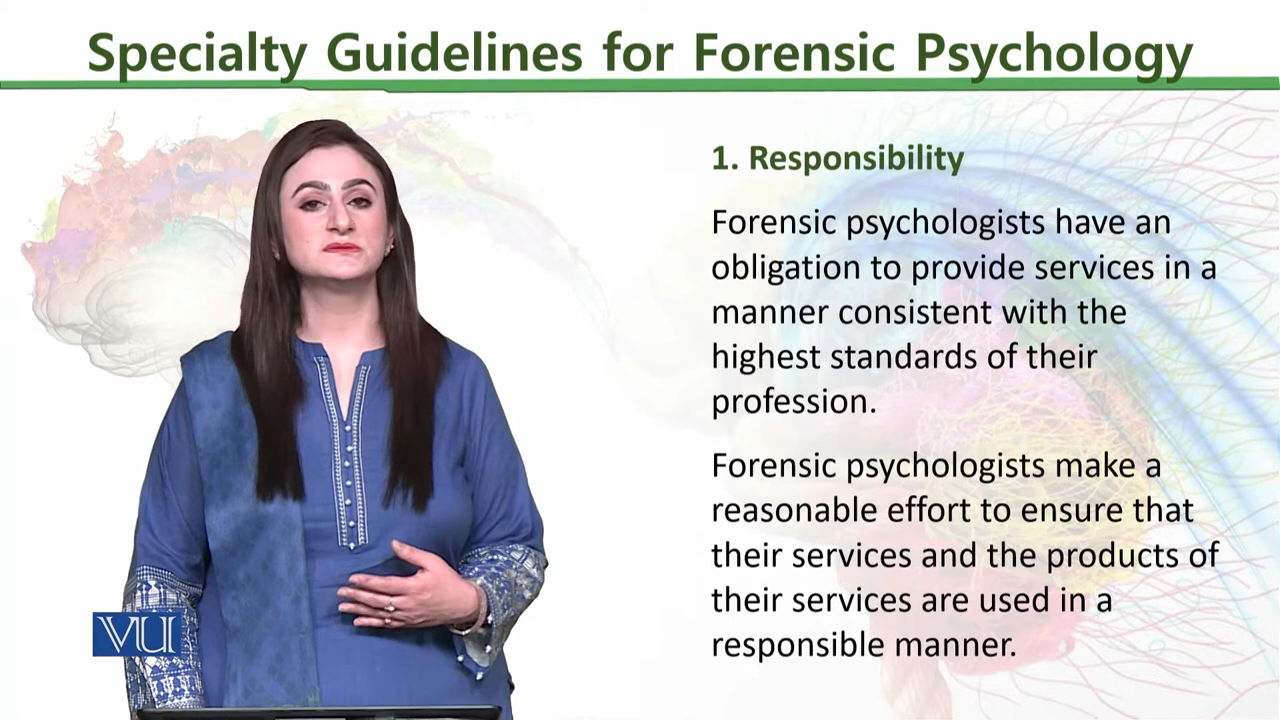 Specialty Guidelines for Forensic Psychology
1. Responsibility
Forensic psychologists have an
obligation to provide services in a
manner consistent with the
highest standards of their
profession.
Forensic psychologists make a
reasonable effort to ensure that
their services and the products of
their services are used in a
responsible manner.
VU